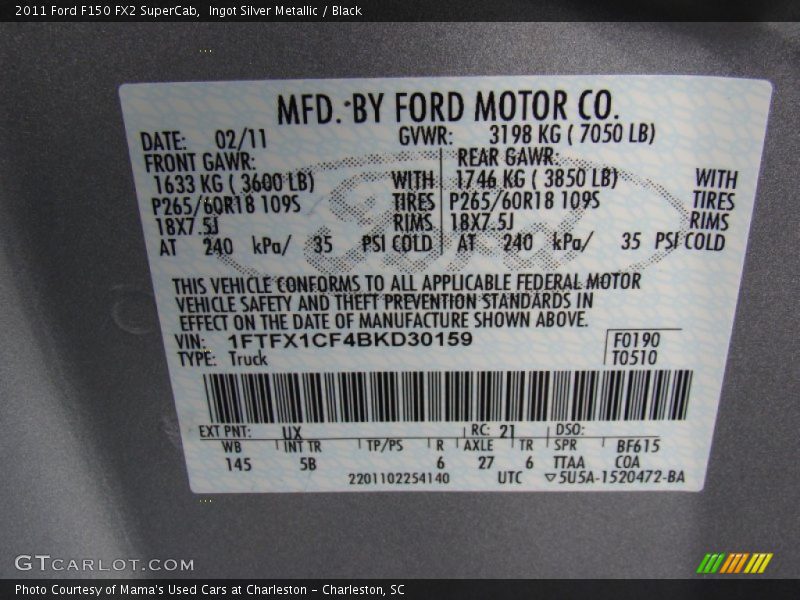 2011 Ford F150 FX2 SuperCab, Ingot Silver Metallic / Black
MFD. BY FORD MOTOR CO.
DATE: 02/11 GVWR: 3198 KG ( 7050 LB)
FRONT GAWR: REAR GAWR:
1633 KG ( 3600 LB) WITH 1746 KG ( 3850 LB) WITH
P265/60R18 109S TIRES P265/60R18 109S TIRES
18X7.5J RIMS 18X7.5J RIMS
AT 240 kPa/ 35 PSI COLD AT 240 kPa/ 35 PSI COLD
Ford
THIS VEHICLE CONFORMS TO ALL APPLICABLE FEDERAL MOTOR
VEHICLE SAFETY AND THEFT PREVENTION STANDARDS IN
EFFECT ON THE DATE OF MANUFACTURE SHOWN ABOVE.
VIN: 1FTFX1CF4BKD30159 F0190
TYPE: Truck T0510
EXT PNT: UX RC: 21 DSO:
WB INT TR TP/PS R AXLE TR SPR BF615
145 5B 6 27 6 TTAA COA
2201102254140 UTC ▽5U5A-1520472-BA
GTCARLOT.COM
Photo Courtesy of Mama's Used Cars at Charleston - Charleston, SC